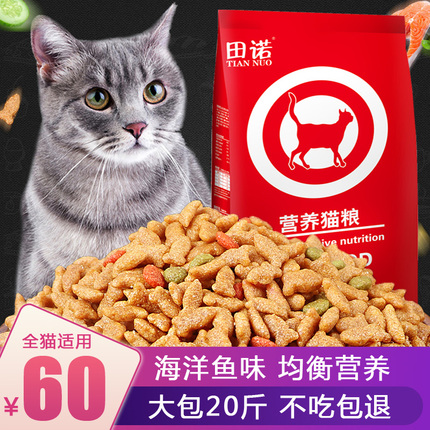 田诺
TIAN NUO
营养猫粮
ive nutrition
全猫适用
¥60
海洋鱼味 均衡营养
大包20斤 不吃包退